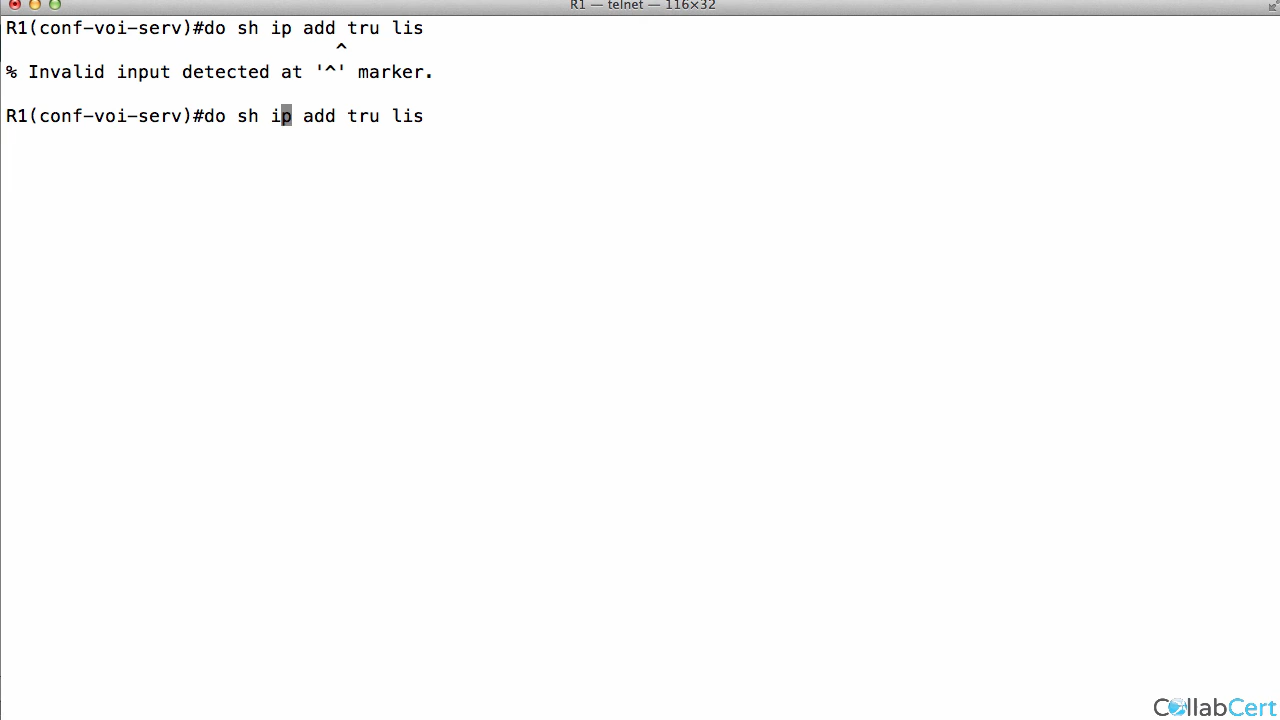 R1 — telnet — 116×32
R1(conf-voi-serv)#do sh ip add tru lis
^
% Invalid input detected at '^' marker.
R1(conf-voi-serv)#do sh ip add tru lis
CollabCert